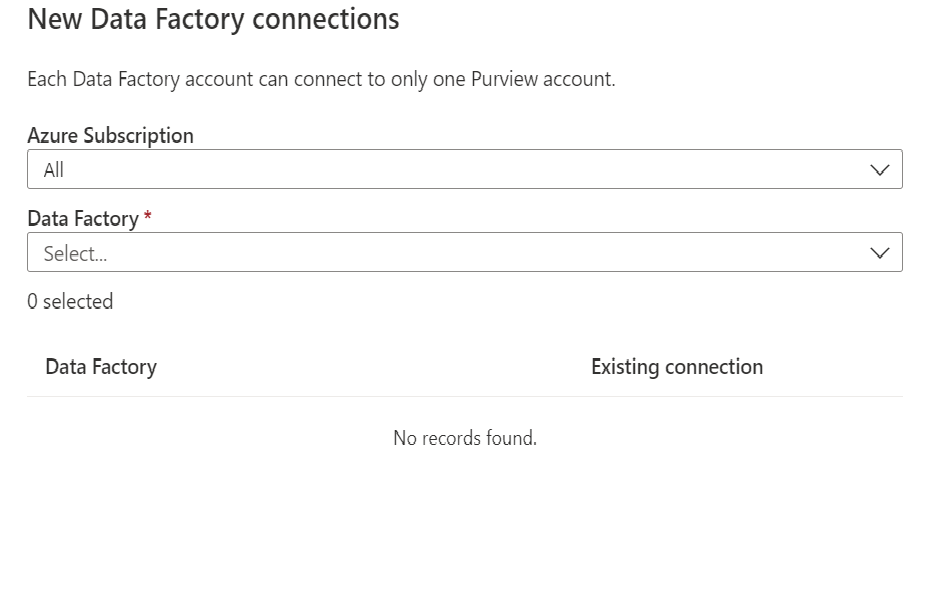 New Data Factory connections
Each Data Factory account can connect to only one Purview account.
Azure Subscription
All
Data Factory *
Select...
0 selected
Data Factory Existing connection
No records found.